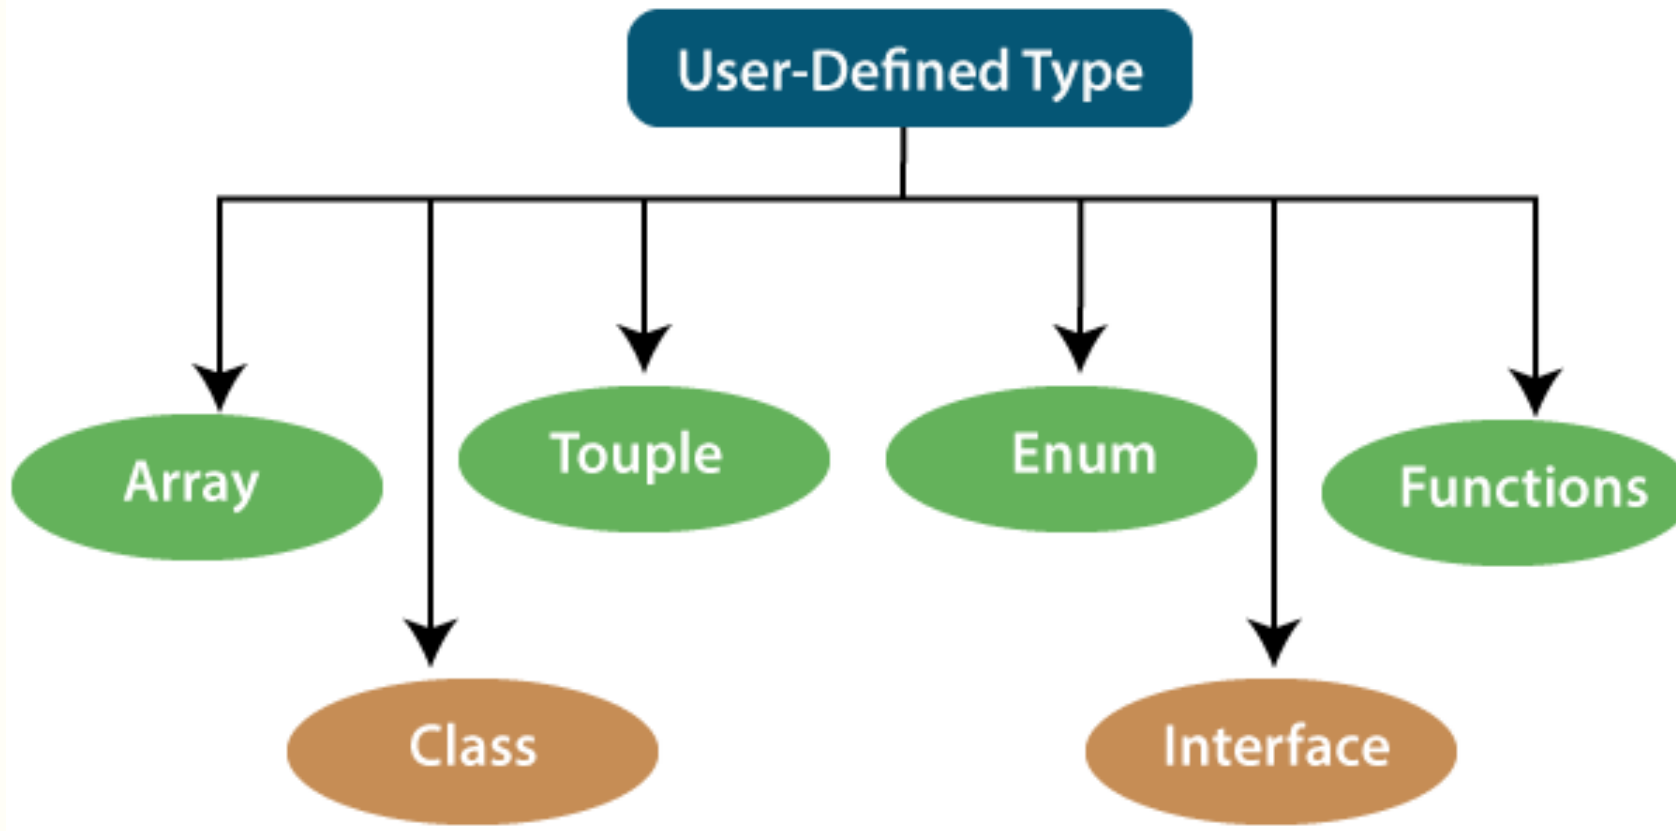 User-Defined Type
Array
Touple
Enum
Functions
Class
Interface